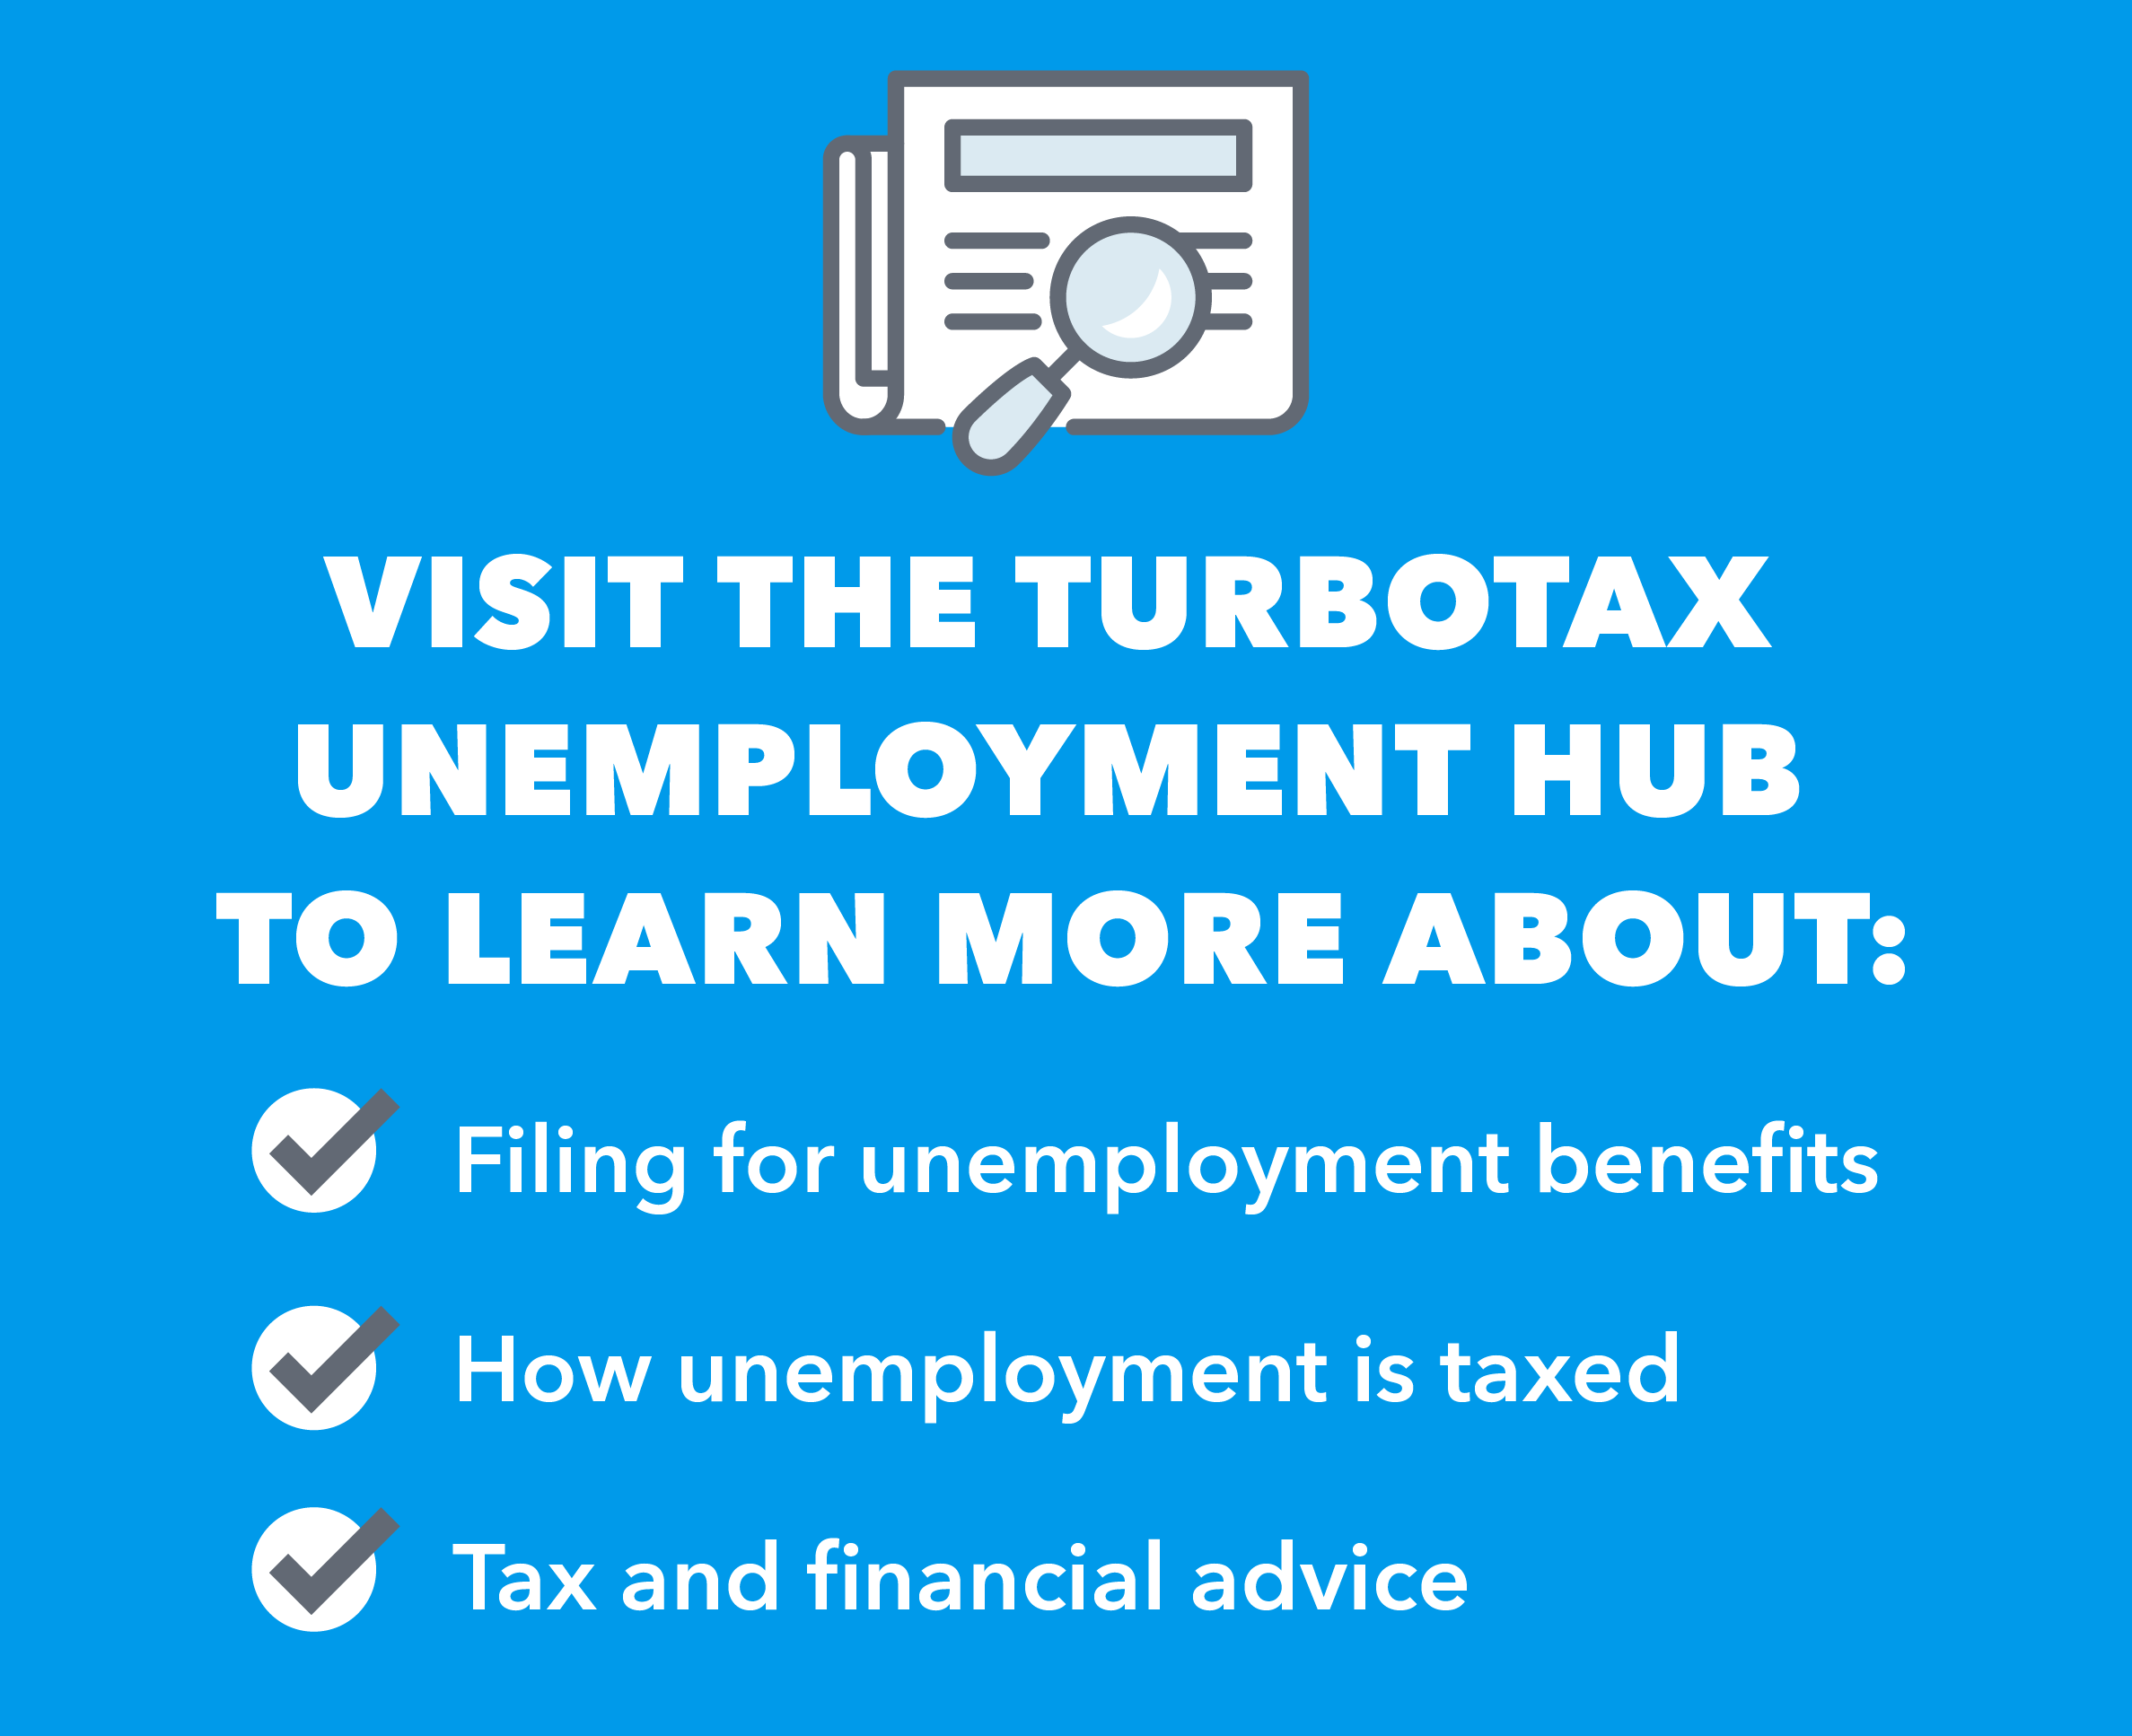 VISIT THE TURBOTAX
UNEMPLOYMENT HUB
TO LEARN MORE ABOUT:
Filing for unemployment benefits
How unemployment is taxed
Tax and financial advice